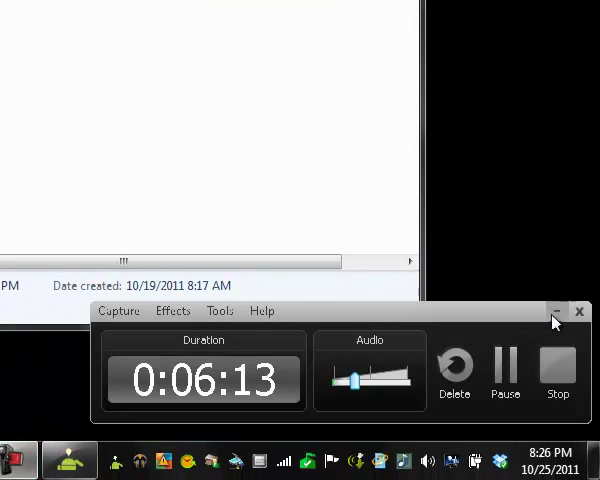 PM Date created: 10/19/2011 8:17 AM
Capture Effects Tools Help
Duration Audio
0:06:13
Delete Pause Stop
8:26 PM
10/25/2011